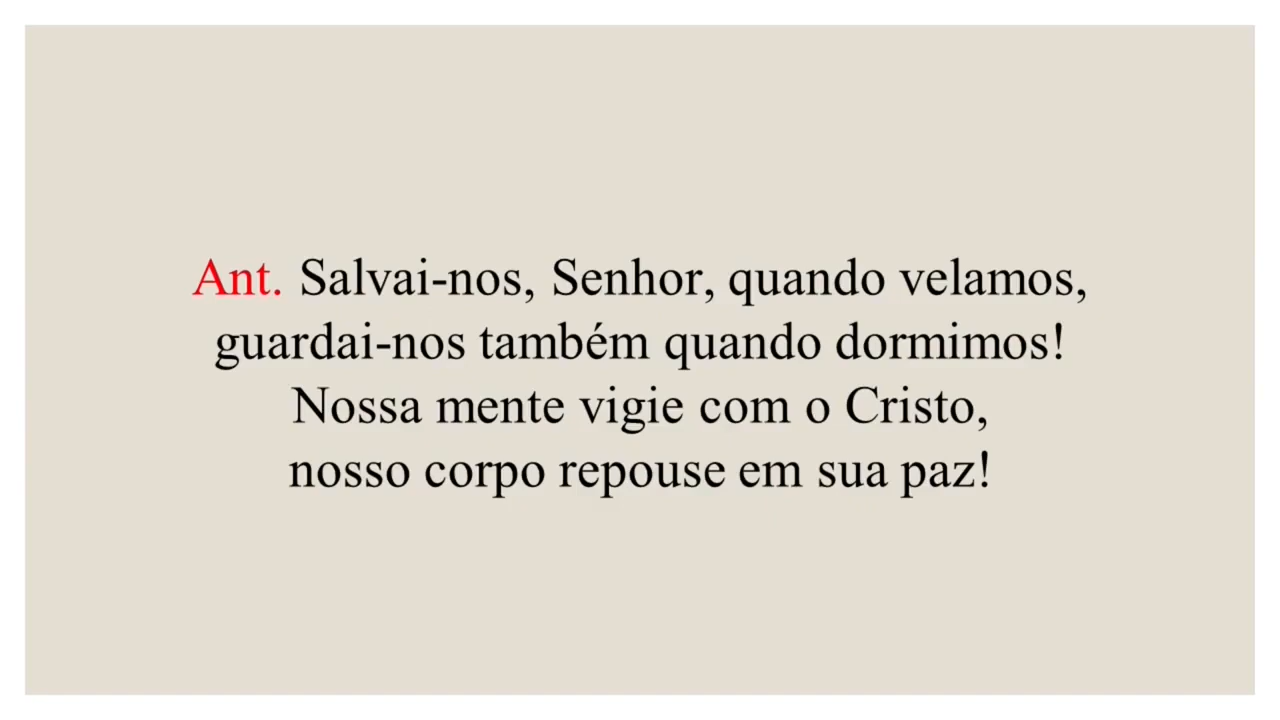 Ant. Salvai-nos, Senhor, quando velamos,
guardai-nos também quando dormimos!
Nossa mente vigie com o Cristo,
nosso corpo repouse em sua paz!